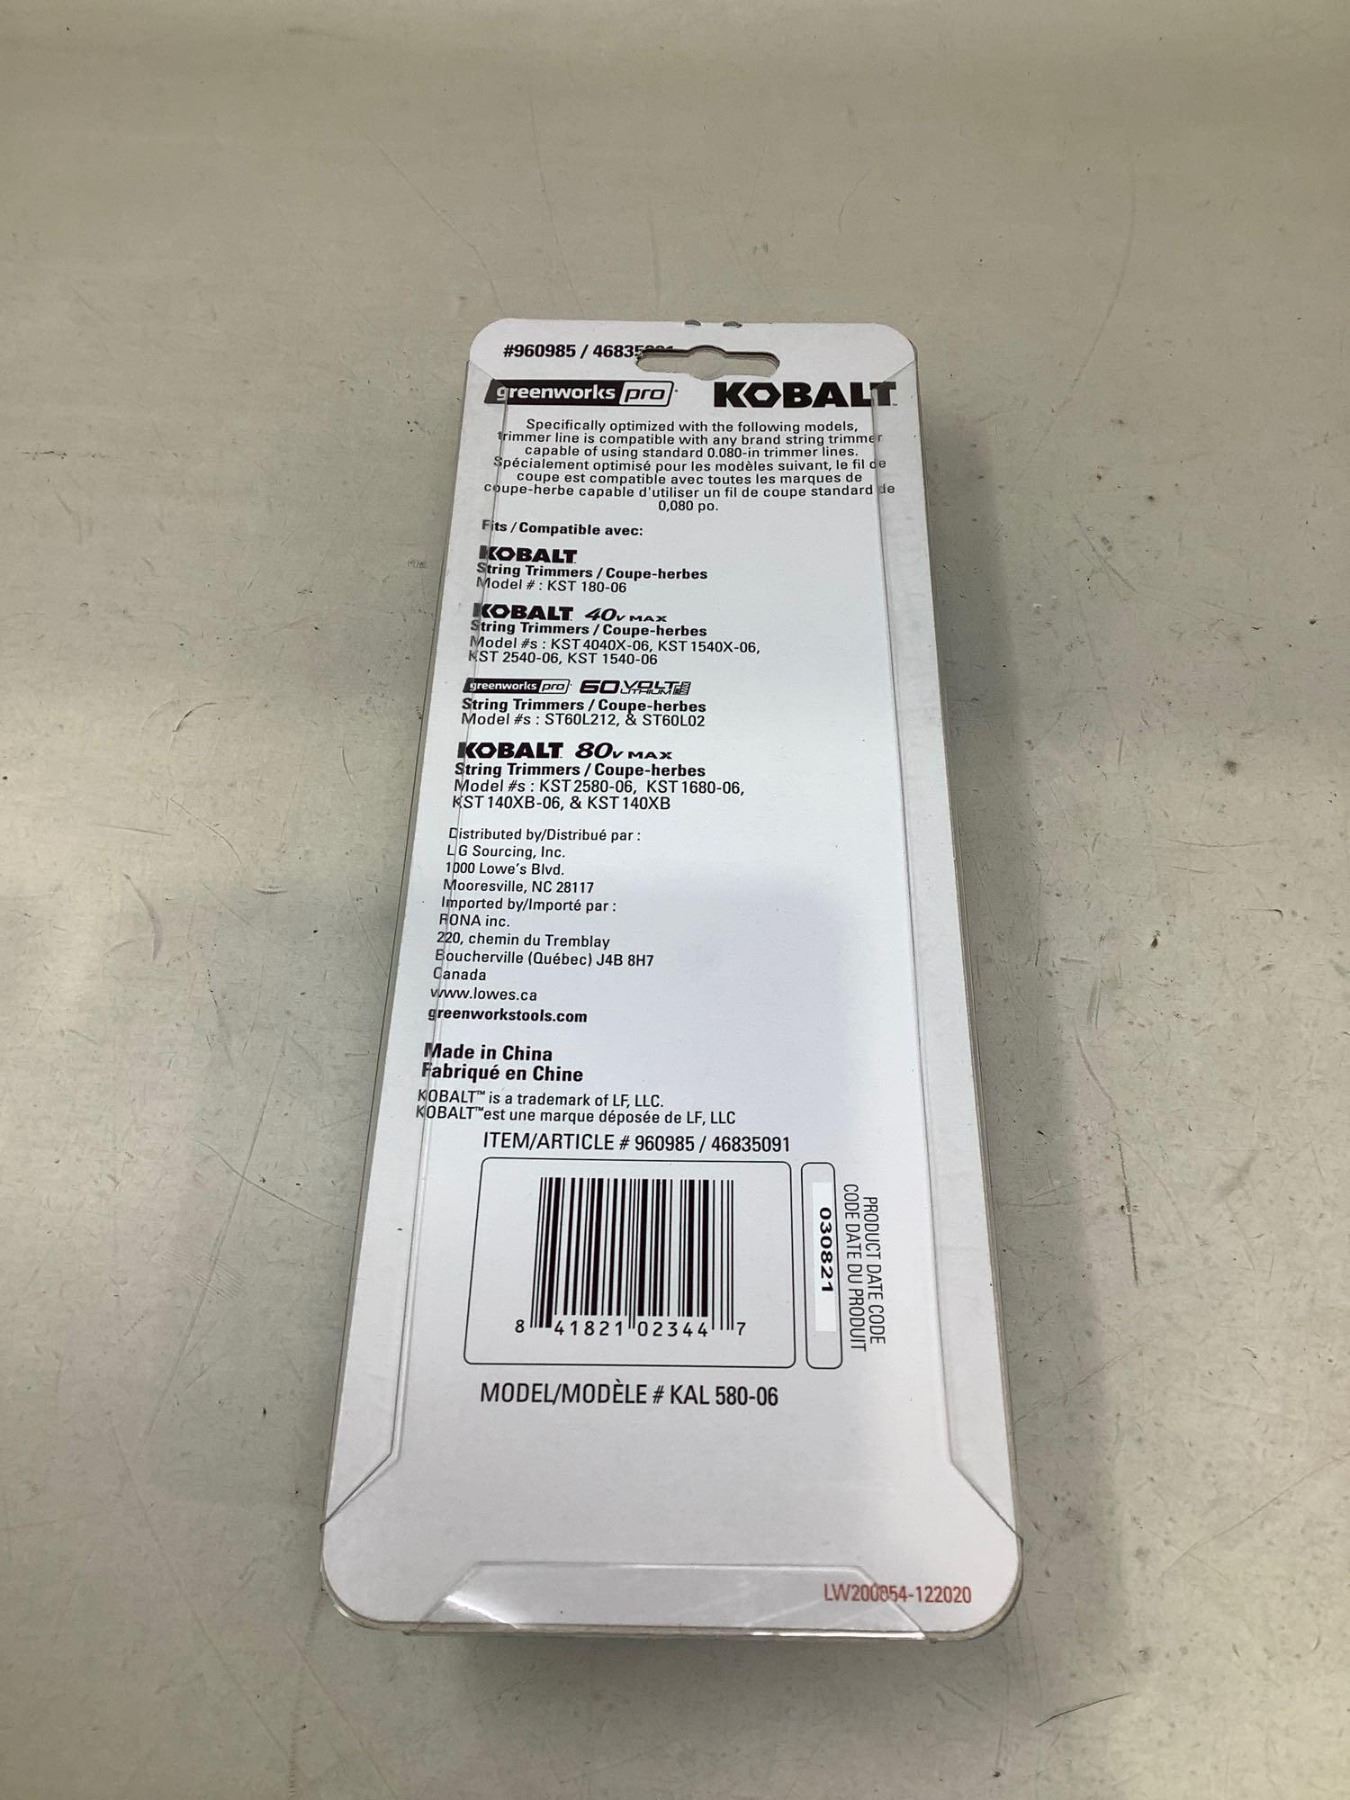 #960985 / 46835091
greenworks pro KOBALT
Specifically optimized with the following models,
trimmer line is compatible with any brand string trimmer
capable of using standard 0.080-in trimmer lines.
Spécialement optimisé pour les modèles suivant, le fil de
coupe est compatible avec toutes les marques de
coupe-herbe capable d'utiliser un fil de coupe standard de
0,080 po.
Fits / Compatible avec:
KOBALT
String Trimmers / Coupe-herbes
Model # : KST 180-06
KOBALT 40V MAX
String Trimmers / Coupe-herbes
Model #s : KST 4040X-06, KST 1540X-06,
KST 2540-06, KST 1540-06
greenworks pro 60 VOLT LITHIUM
String Trimmers / Coupe-herbes
Model #s : ST60L212, & ST60L02
KOBALT 80V MAX
String Trimmers / Coupe-herbes
Model #s : KST 2580-06, KST 1680-06,
KST 140XB-06, & KST 140XB
Distributed by/Distribué par :
LG Sourcing, Inc.
1000 Lowe's Blvd.
Mooresville, NC 28117
Imported by/Importé par :
RONA inc.
220, chemin du Tremblay
Boucherville (Québec) J4B 8H7
Canada
www.lowes.ca
greenworkstools.com
Made in China
Fabriqué en Chine
KOBALT™ is a trademark of LF, LLC.
KOBALT™ est une marque déposée de LF, LLC
ITEM/ARTICLE # 960985 / 46835091
8 41821 02344 7
030821
PRODUCT DATE CODE
CODE DATE DU PRODUIT
MODEL/MODÈLE # KAL 580-06
LW200854-122020